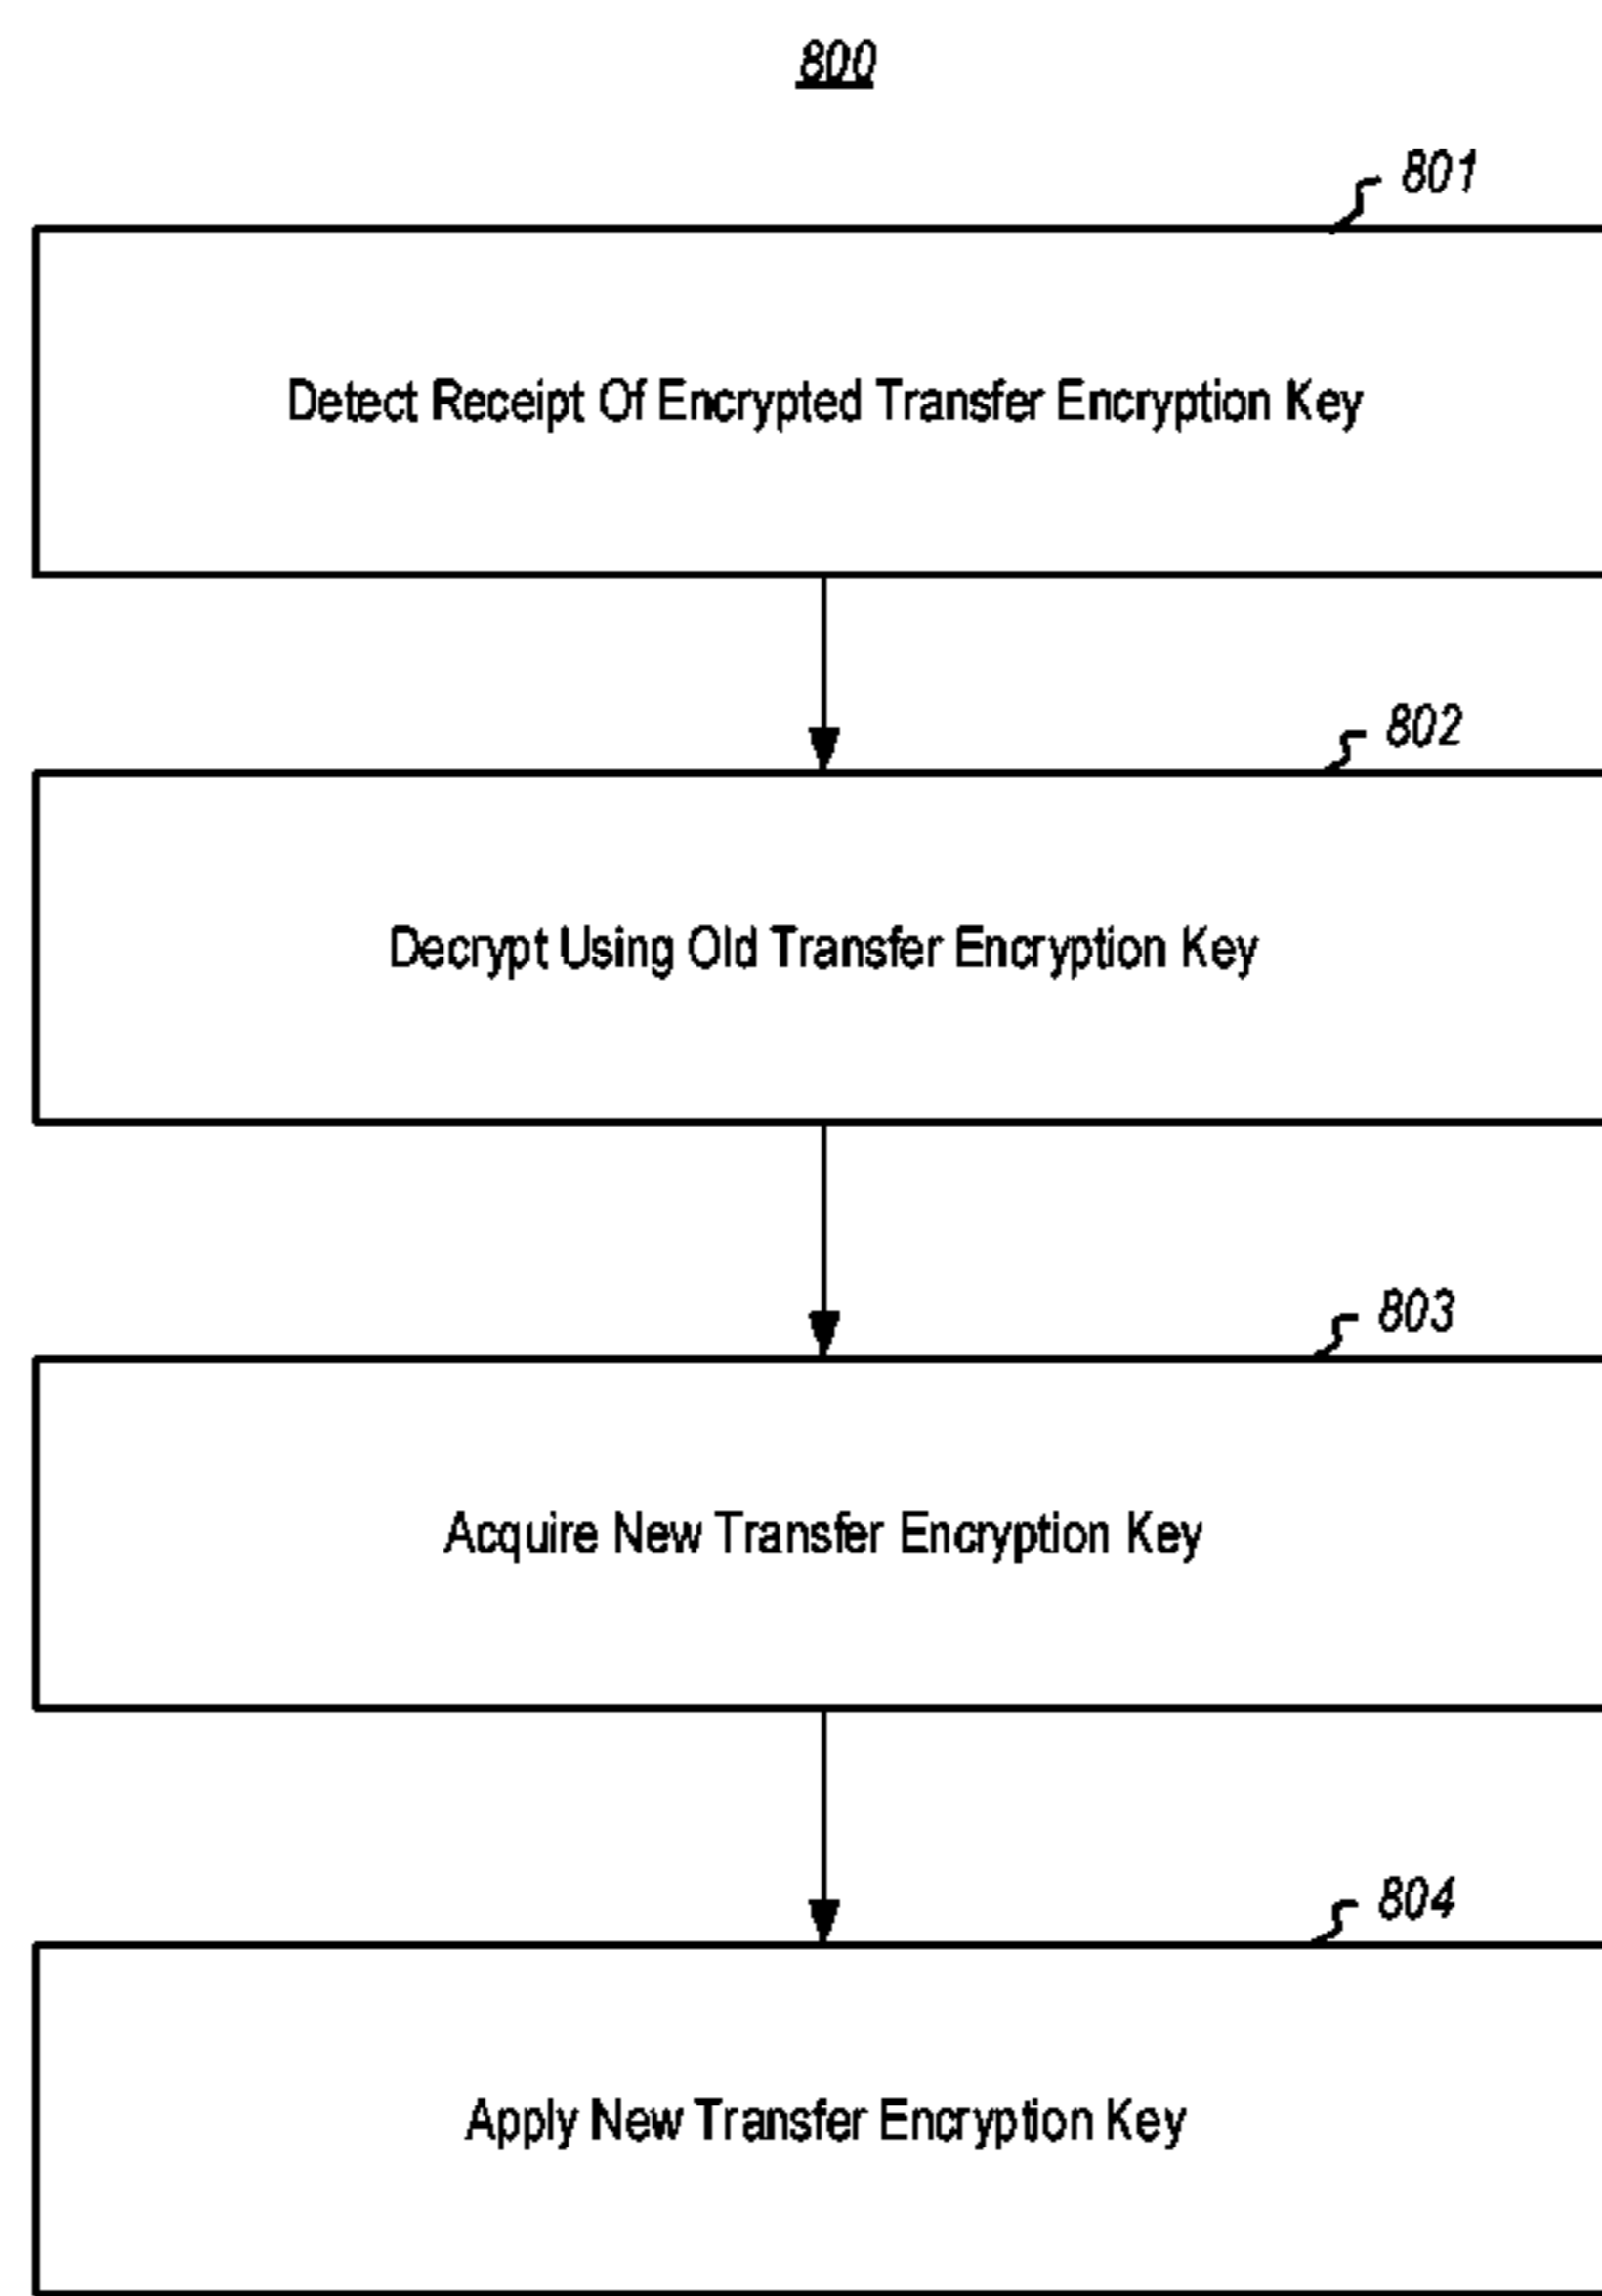 800
801
Detect Receipt Of Encrypted Transfer Encryption Key
802
Decrypt Using Old Transfer Encryption Key
803
Acquire New Transfer Encryption Key
804
Apply New Transfer Encryption Key